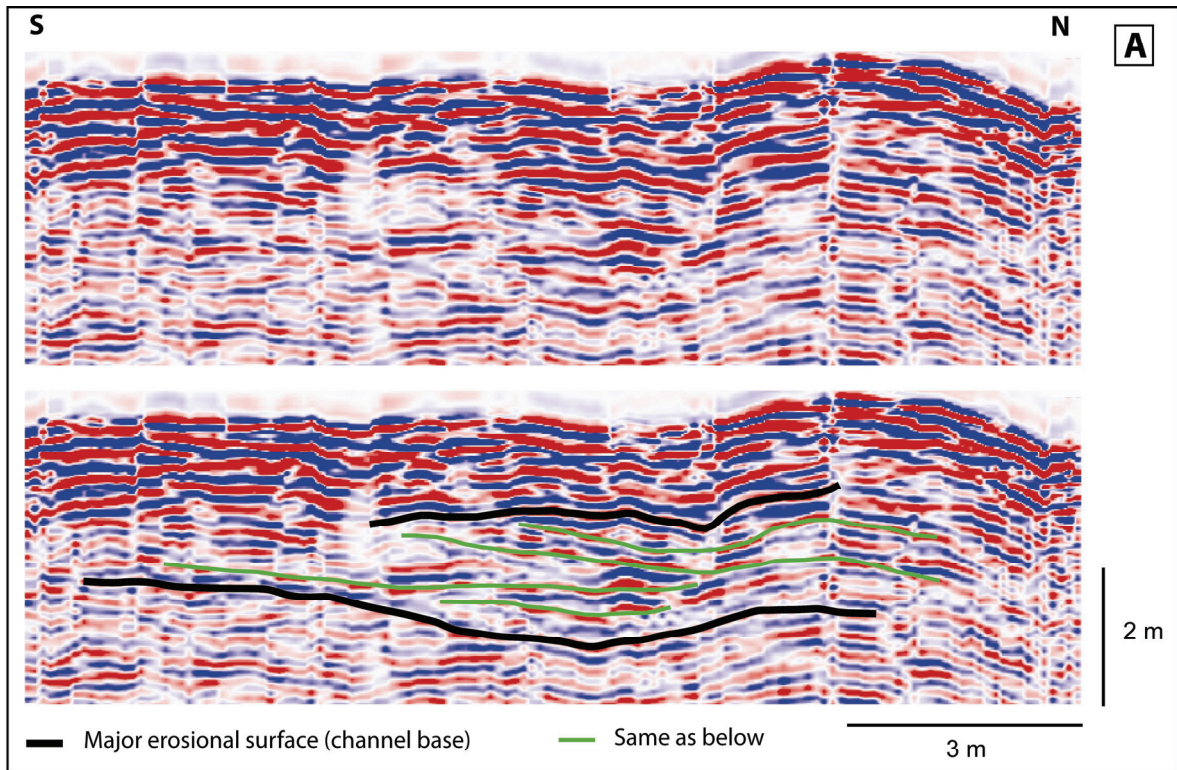 S
N
A
2 m
Major erosional surface (channel base)
Same as below
3 m